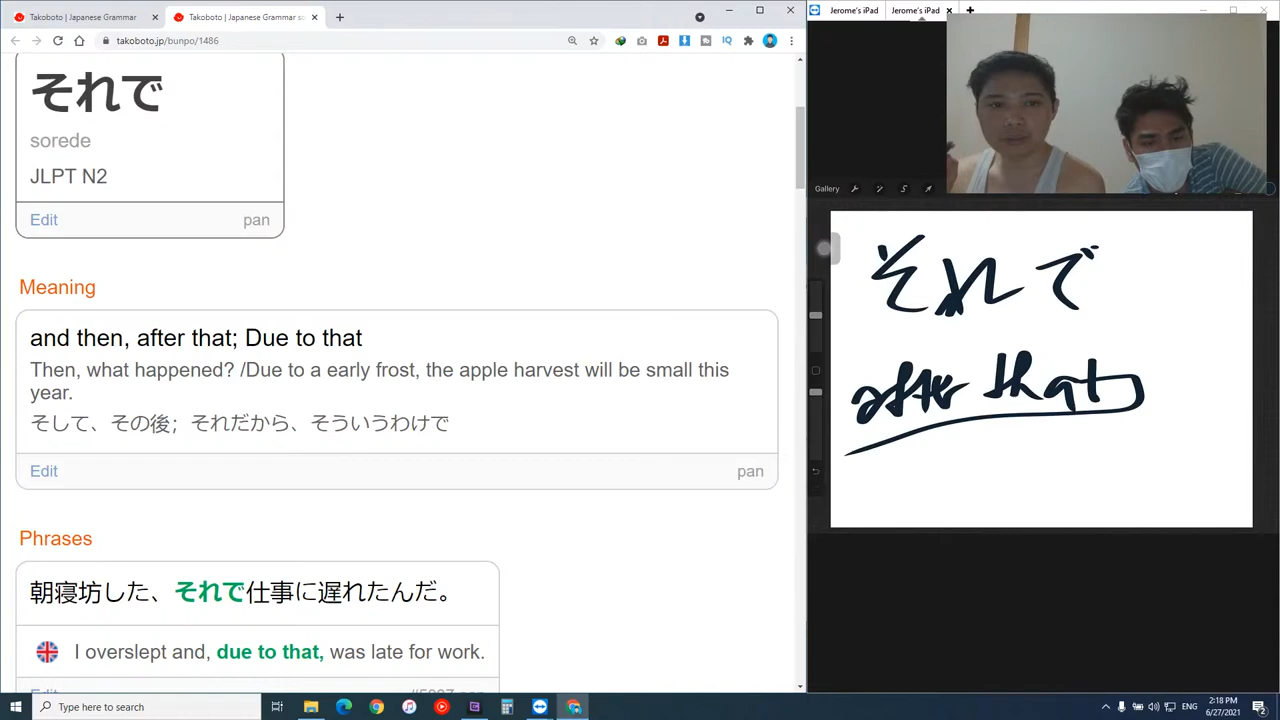 Takoboto | Japanese Grammar
Takoboto | Japanese Grammar so
takoboto.jp/bunpo/1486
それで
sorede
JLPT N2
Edit
pan
Meaning
and then, after that; Due to that
Then, what happened? /Due to a early frost, the apple harvest will be small this
year.
そして、その後；それだから、そういうわけで
Edit
pan
Phrases
朝寝坊した、それで仕事に遅れたんだ。
I overslept and, due to that, was late for work.
Jerome's iPad
Jerome's iPad
Gallery
それで
after that
Type here to search
ENG
2:18 PM
6/27/2021